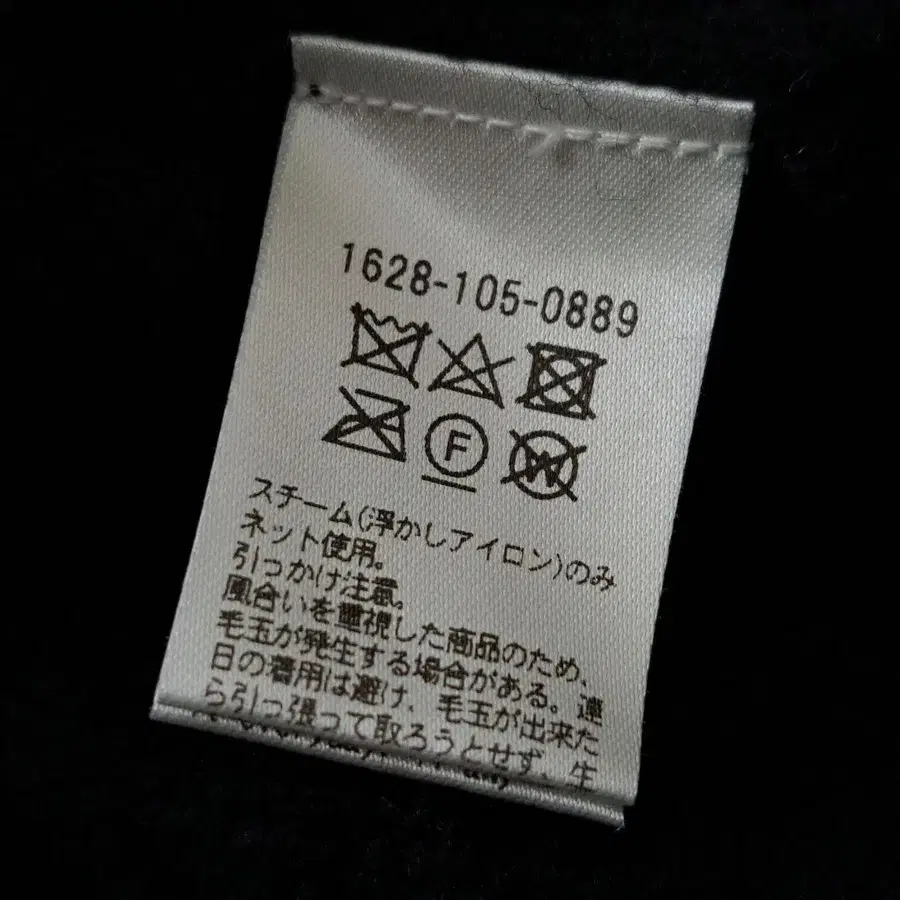 1628-105-0889
F
W
スチーム(浮かしアイロン)のみ
ネット使用。
引っかけ注意。
風合いを重視した商品のため、
毛玉が発生する場合がある。連
日の着用は避け、毛玉が出来た
ら引っ張って取ろうとせず、生